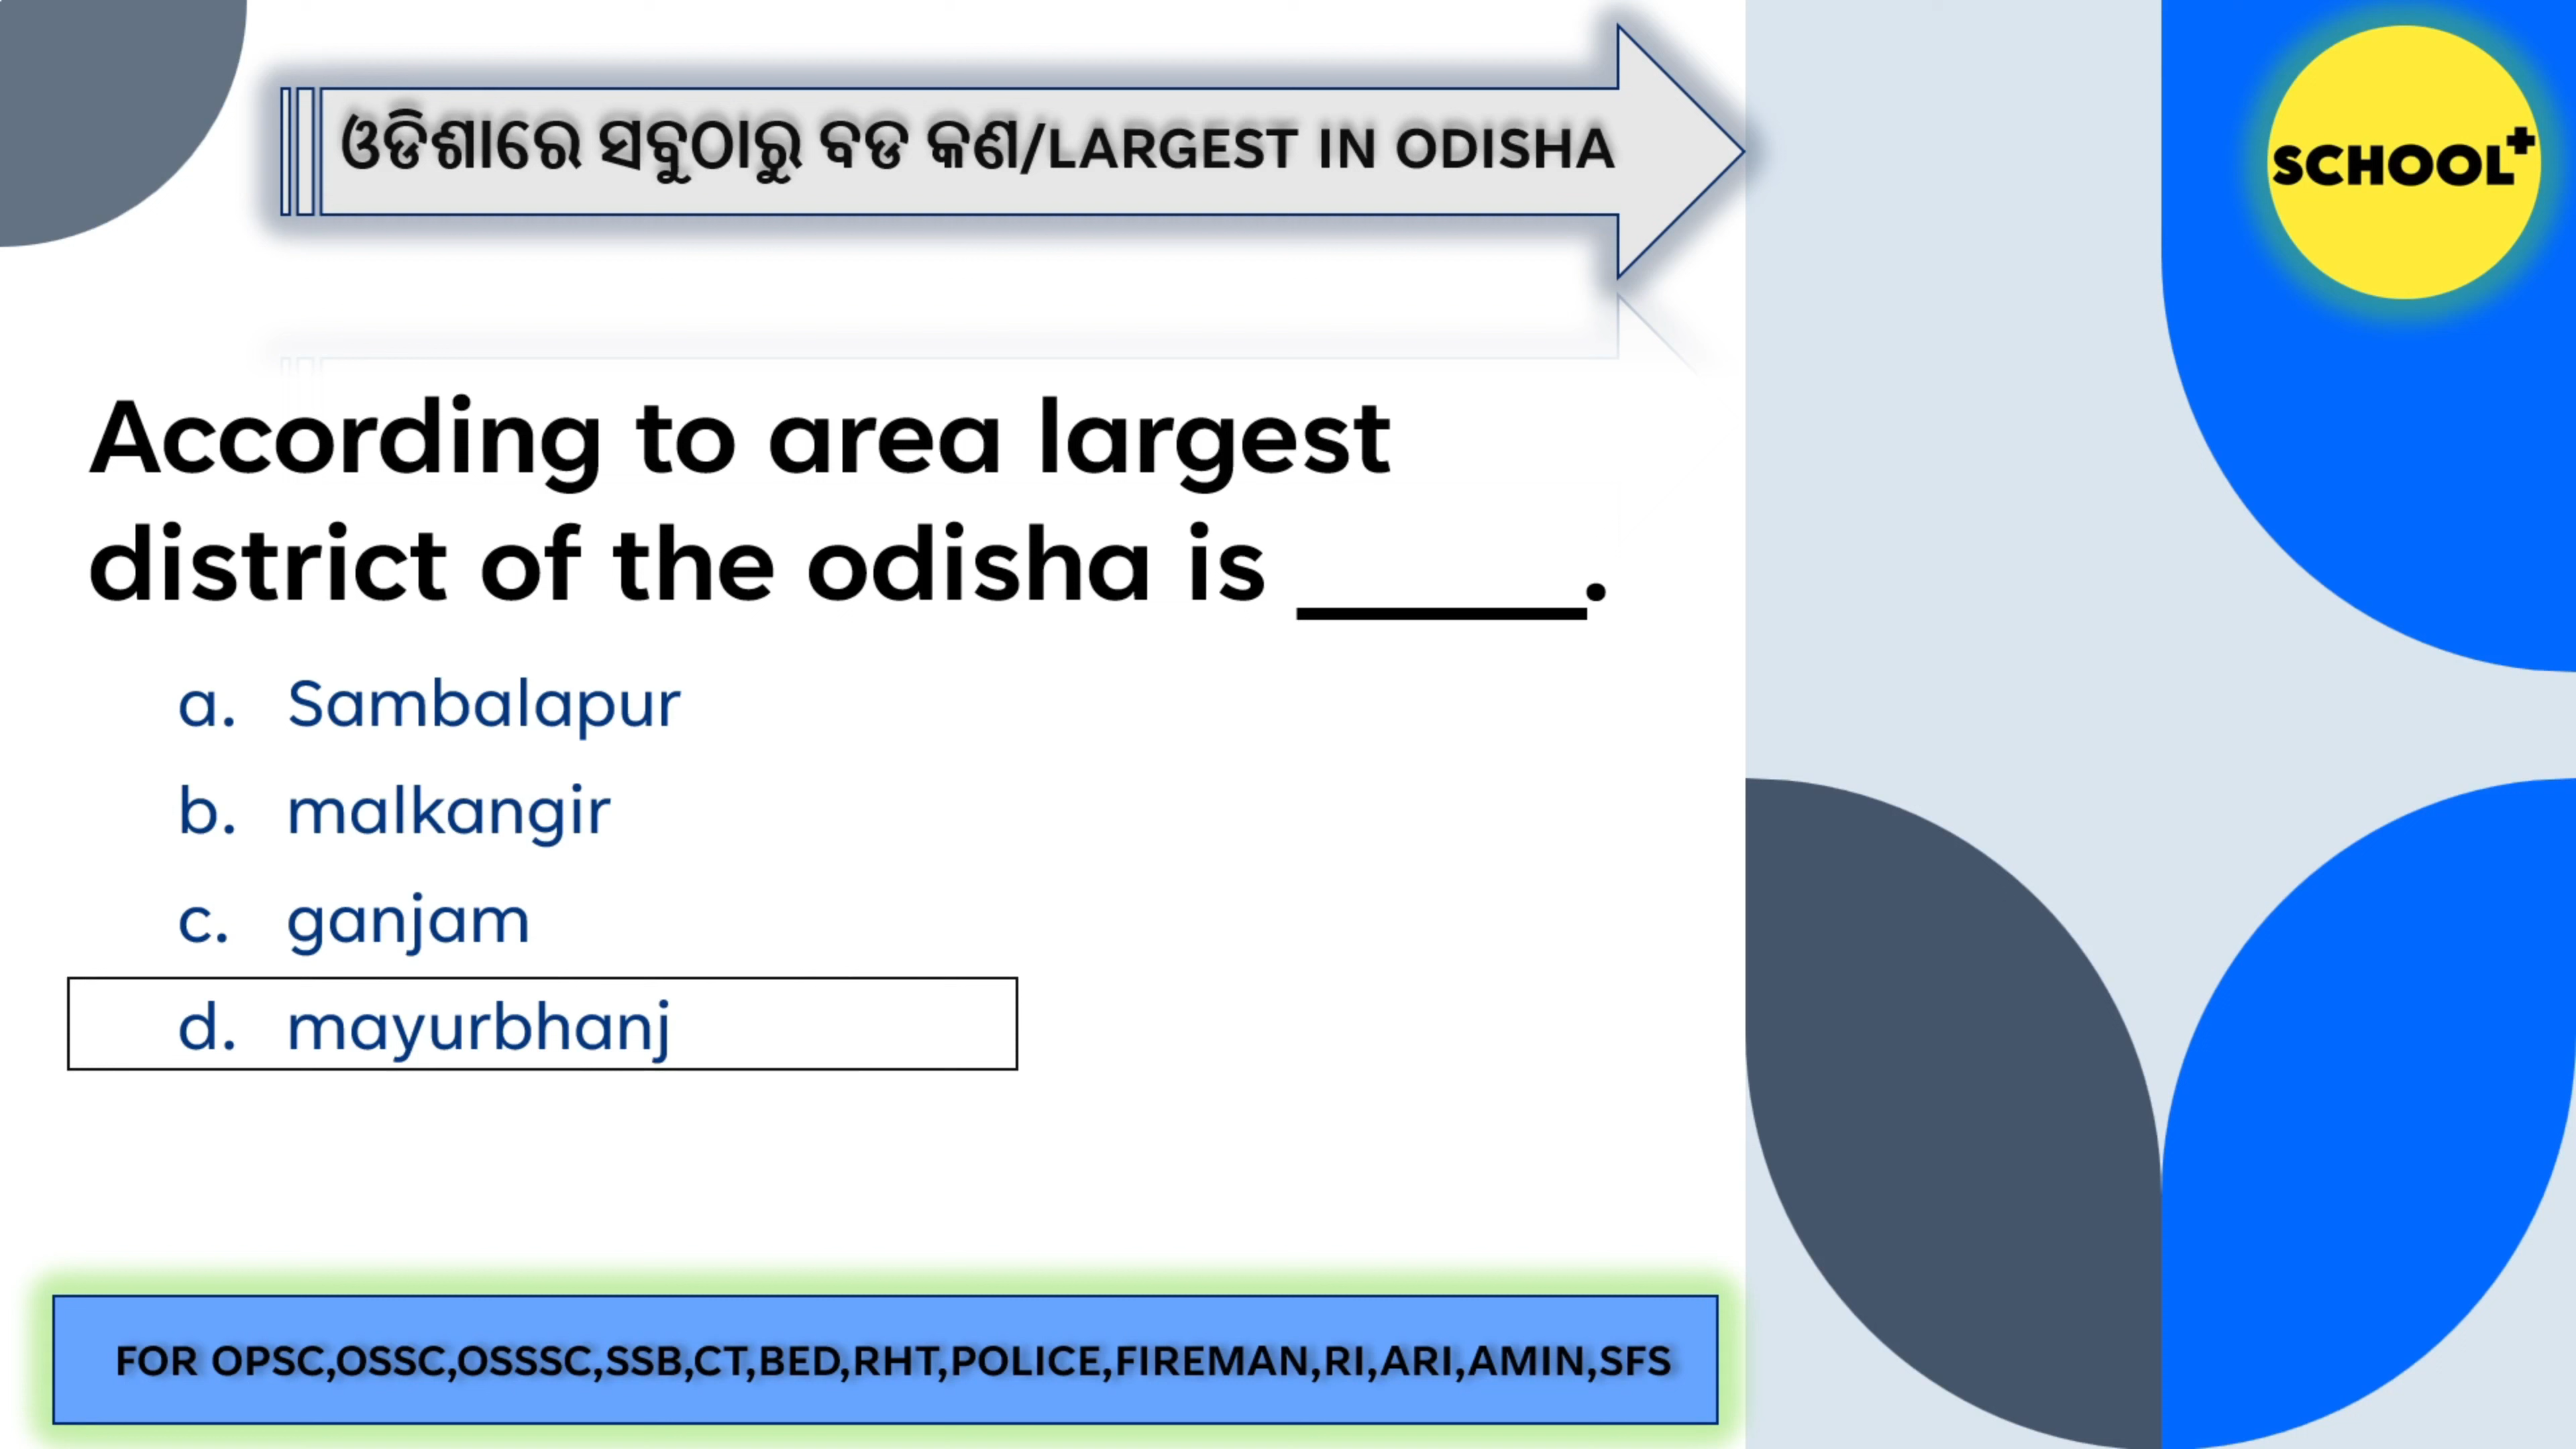 ଓଡିଶାରେ ସବୁଠାରୁ ବଡ କଣ/LARGEST IN ODISHA
SCHOOL+
According to area largest
district of the odisha is _____.
a. Sambalapur
b. malkangir
c. ganjam
d. mayurbhanj
FOR OPSC,OSSC,OSSSC,SSB,CT,BED,RHT,POLICE,FIREMAN,RI,ARI,AMIN,SFS